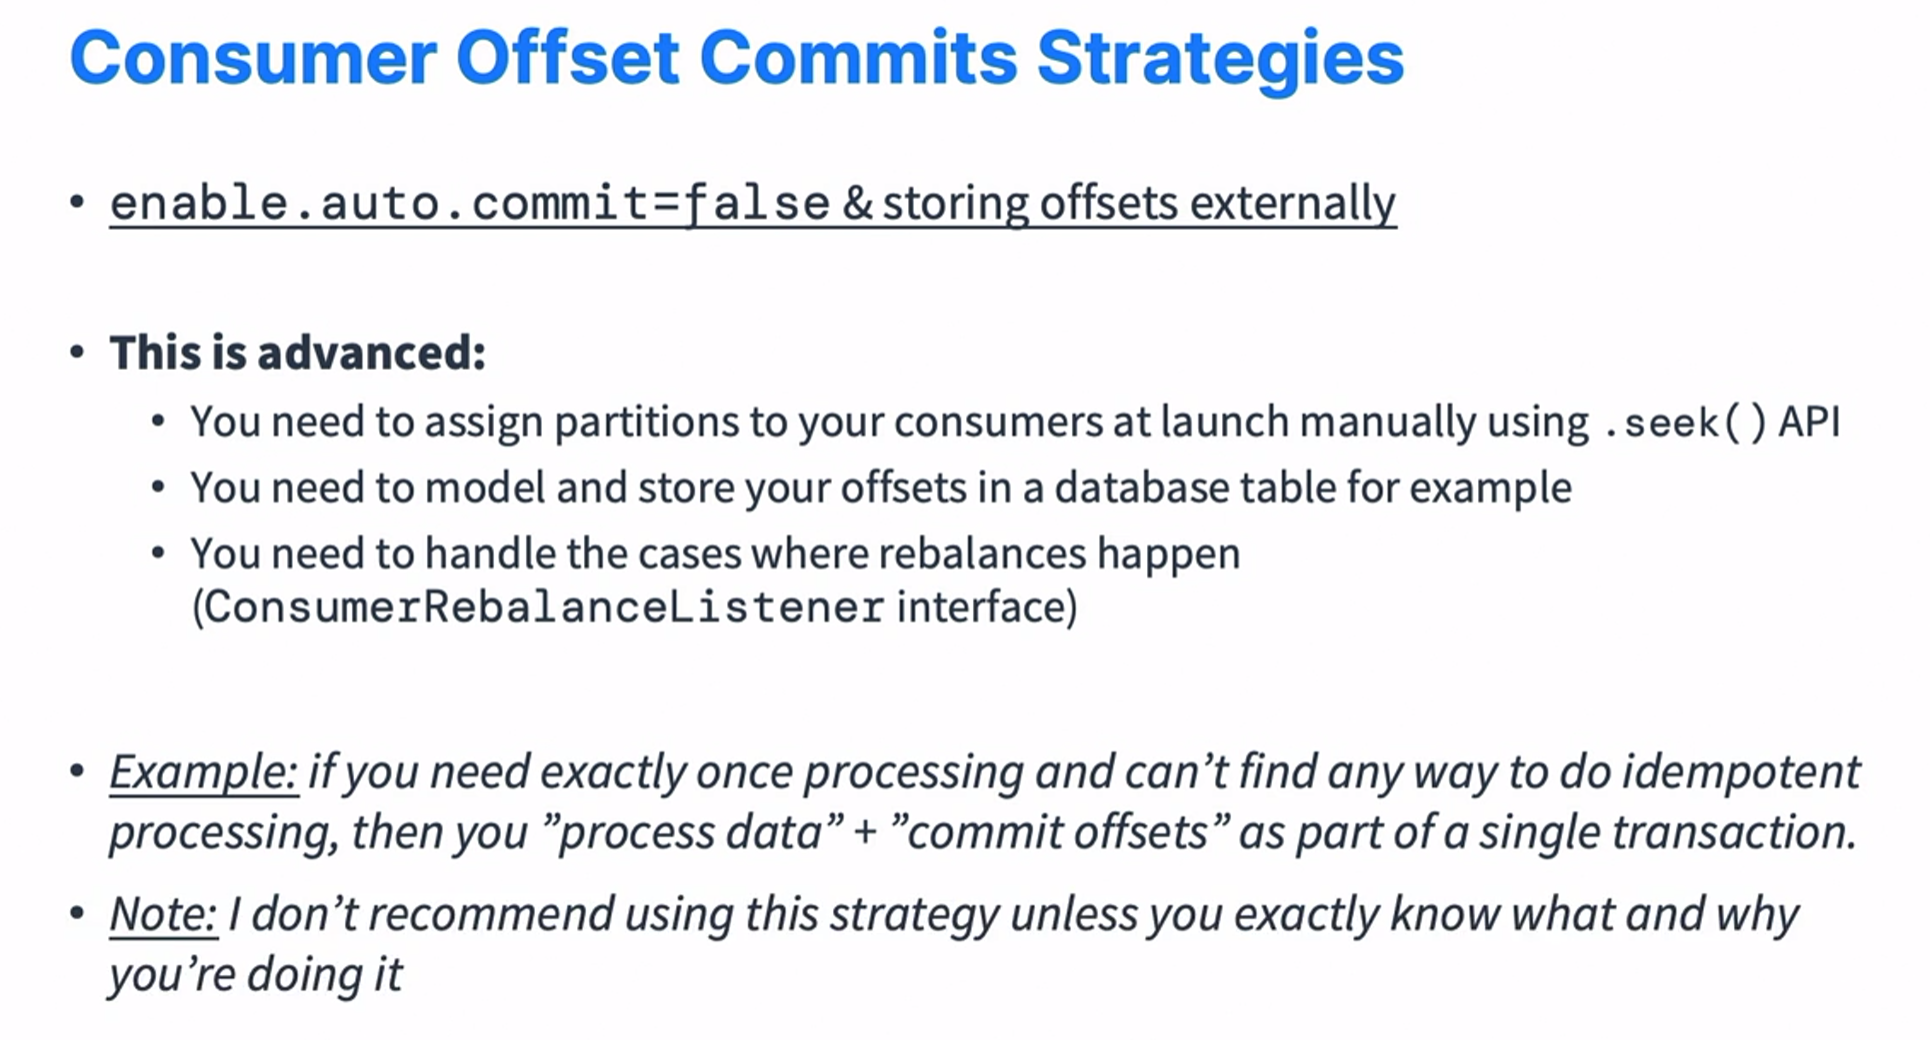 Consumer Offset Commits Strategies
• enable.auto.commit=false & storing offsets externally
• This is advanced:
• You need to assign partitions to your consumers at launch manually using .seek() API
• You need to model and store your offsets in a database table for example
• You need to handle the cases where rebalances happen
(ConsumerRebalanceListener interface)
• Example: if you need exactly once processing and can’t find any way to do idempotent
processing, then you ”process data” + ”commit offsets” as part of a single transaction.
• Note: I don’t recommend using this strategy unless you exactly know what and why
you’re doing it